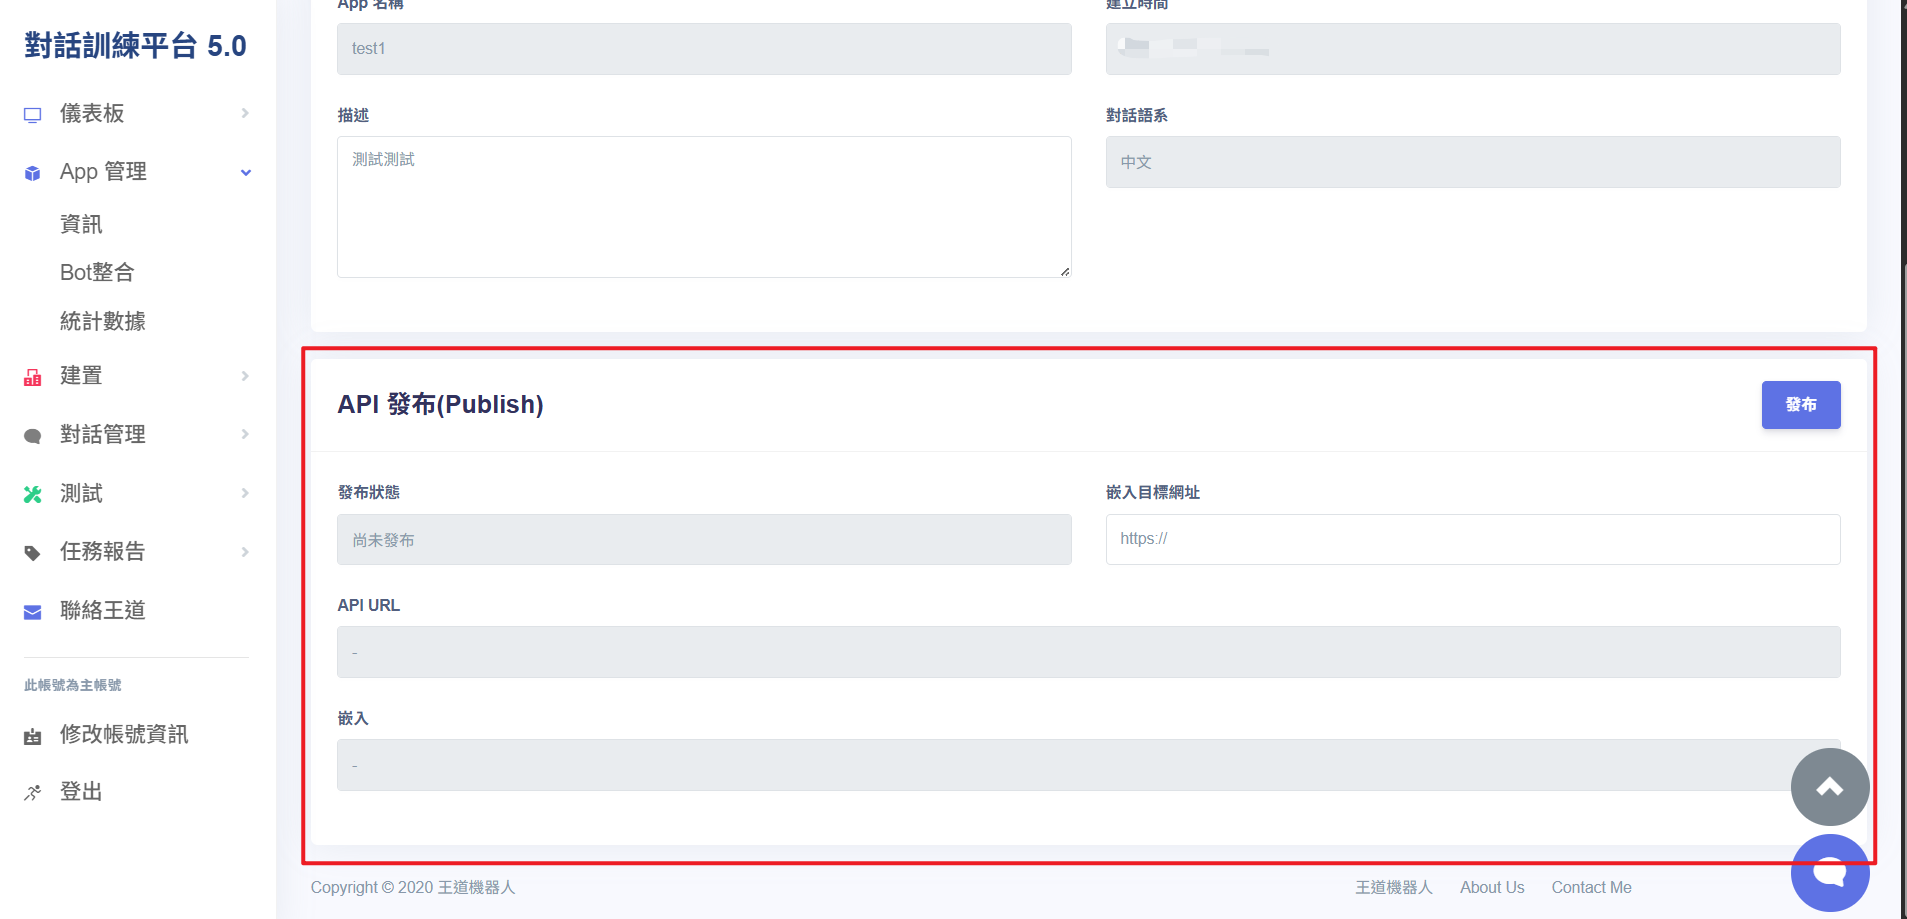 對話訓練平台 5.0
儀表板
App 管理
資訊
Bot整合
統計數據
建置
對話管理
測試
任務報告
聯絡王道
此帳號為主帳號
修改帳號資訊
登出
App 名稱
test1
建立時間
描述
測試測試
對話語系
中文
API 發布(Publish)
發布
發布狀態
尚未發布
嵌入目標網址
https://
API URL
-
嵌入
-
Copyright © 2020 王道機器人
王道機器人 About Us Contact Me